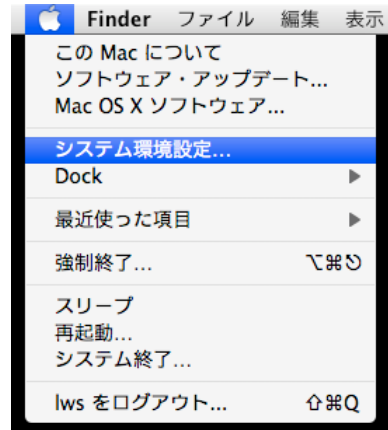 Finder ファイル 編集 表示
この Mac について
ソフトウェア・アップデート...
Mac OS X ソフトウェア...
システム環境設定...
Dock ▶
最近使った項目 ▶
強制終了... ⌥⌘⎋
スリープ
再起動...
システム終了...
lws をログアウト... ⇧⌘Q